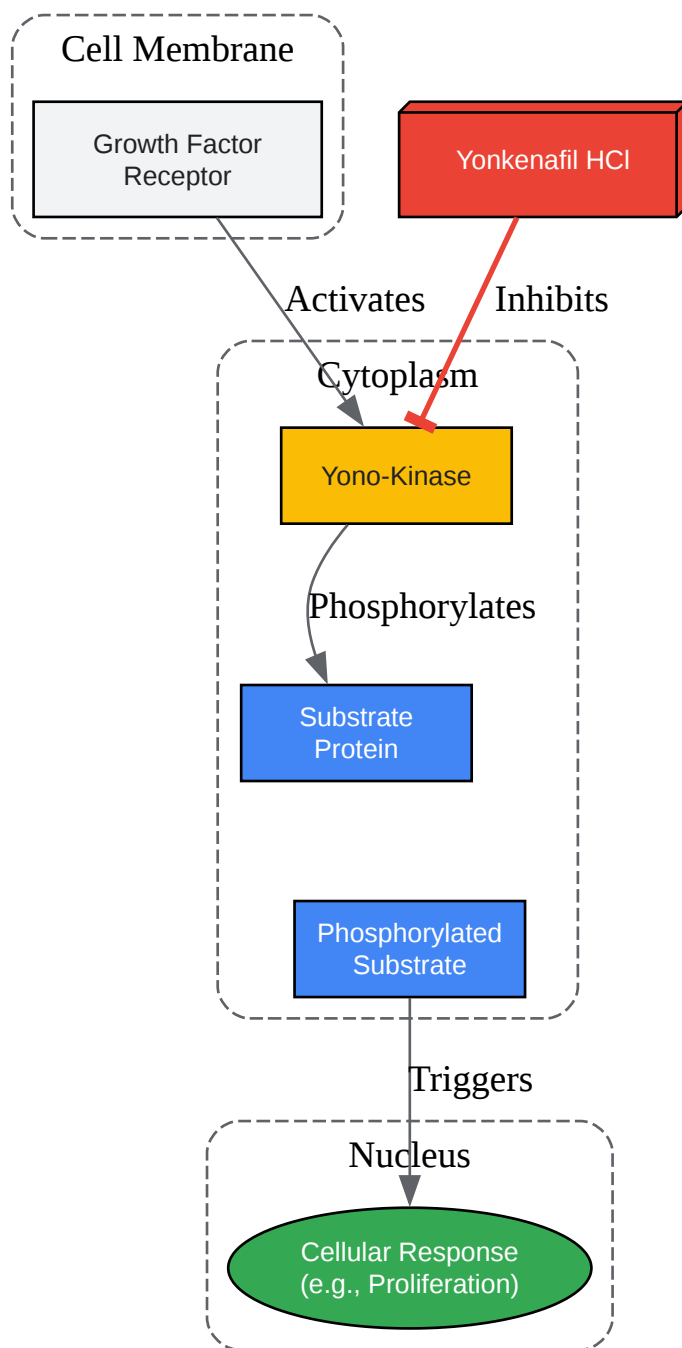 Cell Membrane
Growth Factor
Receptor
Yonkenafil HCl
Activates
Inhibits
Cytoplasm
Yono-Kinase
Phosphorylates
Substrate
Protein
Phosphorylated
Substrate
Triggers
Nucleus
Cellular Response
(e.g., Proliferation)